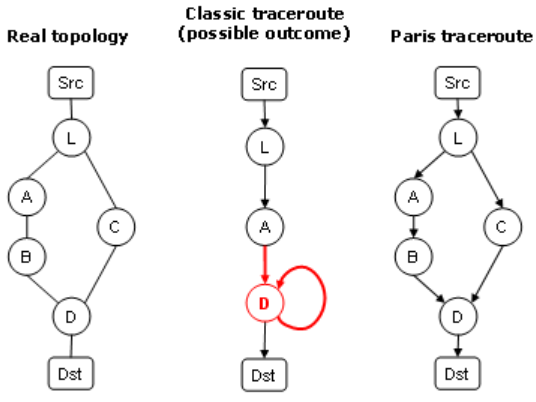 Real topology
Classic traceroute
(possible outcome)
Paris traceroute
Src
L
A
C
B
D
Dst
Src
L
A
D
Dst
Src
L
A
C
B
D
Dst